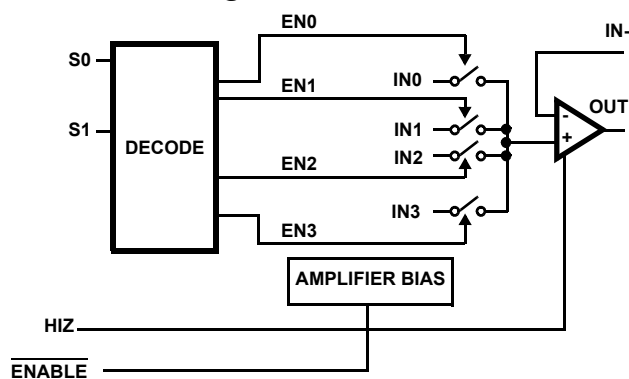 EN0
IN-
S0
IN0
EN1
OUT
-
S1
IN1
+
DECODE
IN2
EN2
IN3
EN3
AMPLIFIER BIAS
HIZ
ENABLE